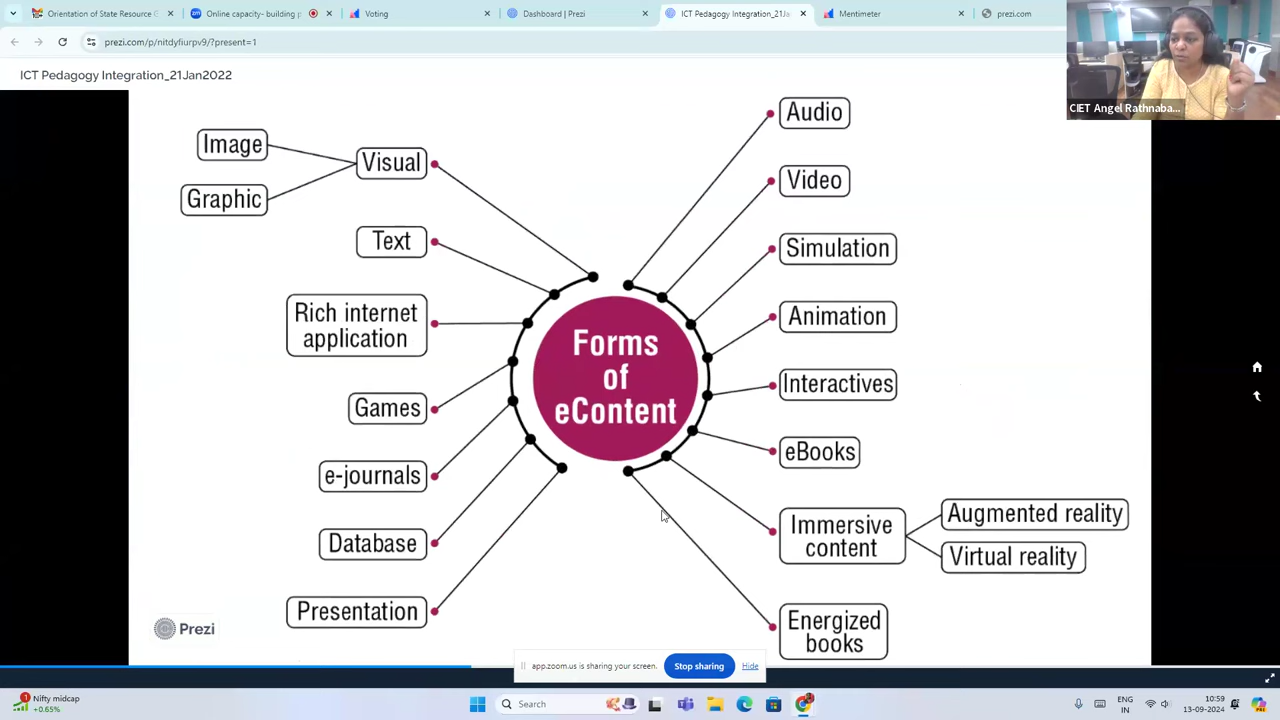 Orientation of State Resource G
Online capacity- building p
Voting
Dashboard | Prezi
ICT Pedagogy Integration_21Jan
Mentimeter
prezi.com
prezi.com/p/nitdyfiurpv9/?present=1
ICT Pedagogy Integration_21Jan2022
CIET Angel Rathnaba...
Image
Graphic
Visual
Text
Rich internet
application
Games
e-journals
Database
Presentation
Forms
of
eContent
Audio
Video
Simulation
Animation
Interactives
eBooks
Immersive
content
Augmented reality
Virtual reality
Energized
books
Prezi
app.zoom.us is sharing your screen.
Stop sharing
Hide
1
Nifty midcap
+0.65%
Search
ENG
IN
10:59
13-09-2024